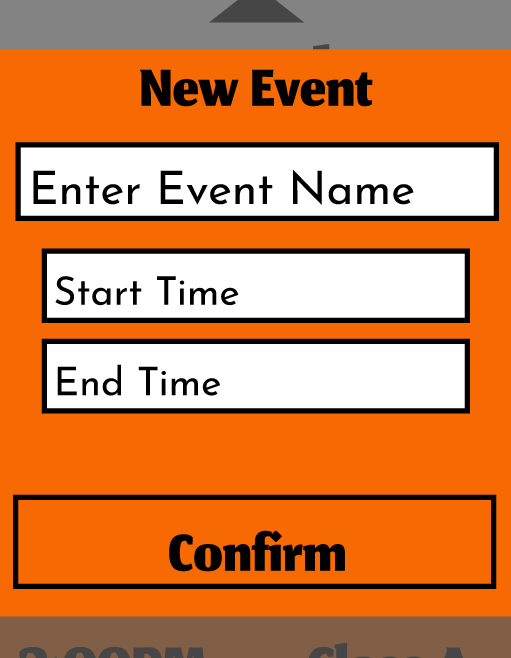 New Event
Enter Event Name
Start Time
End Time
Confirm